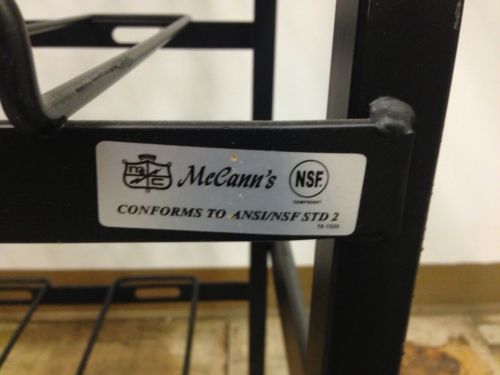 McCann's NSF.
COMPONENT
CONFORMS TO ANSI/NSF STD 2